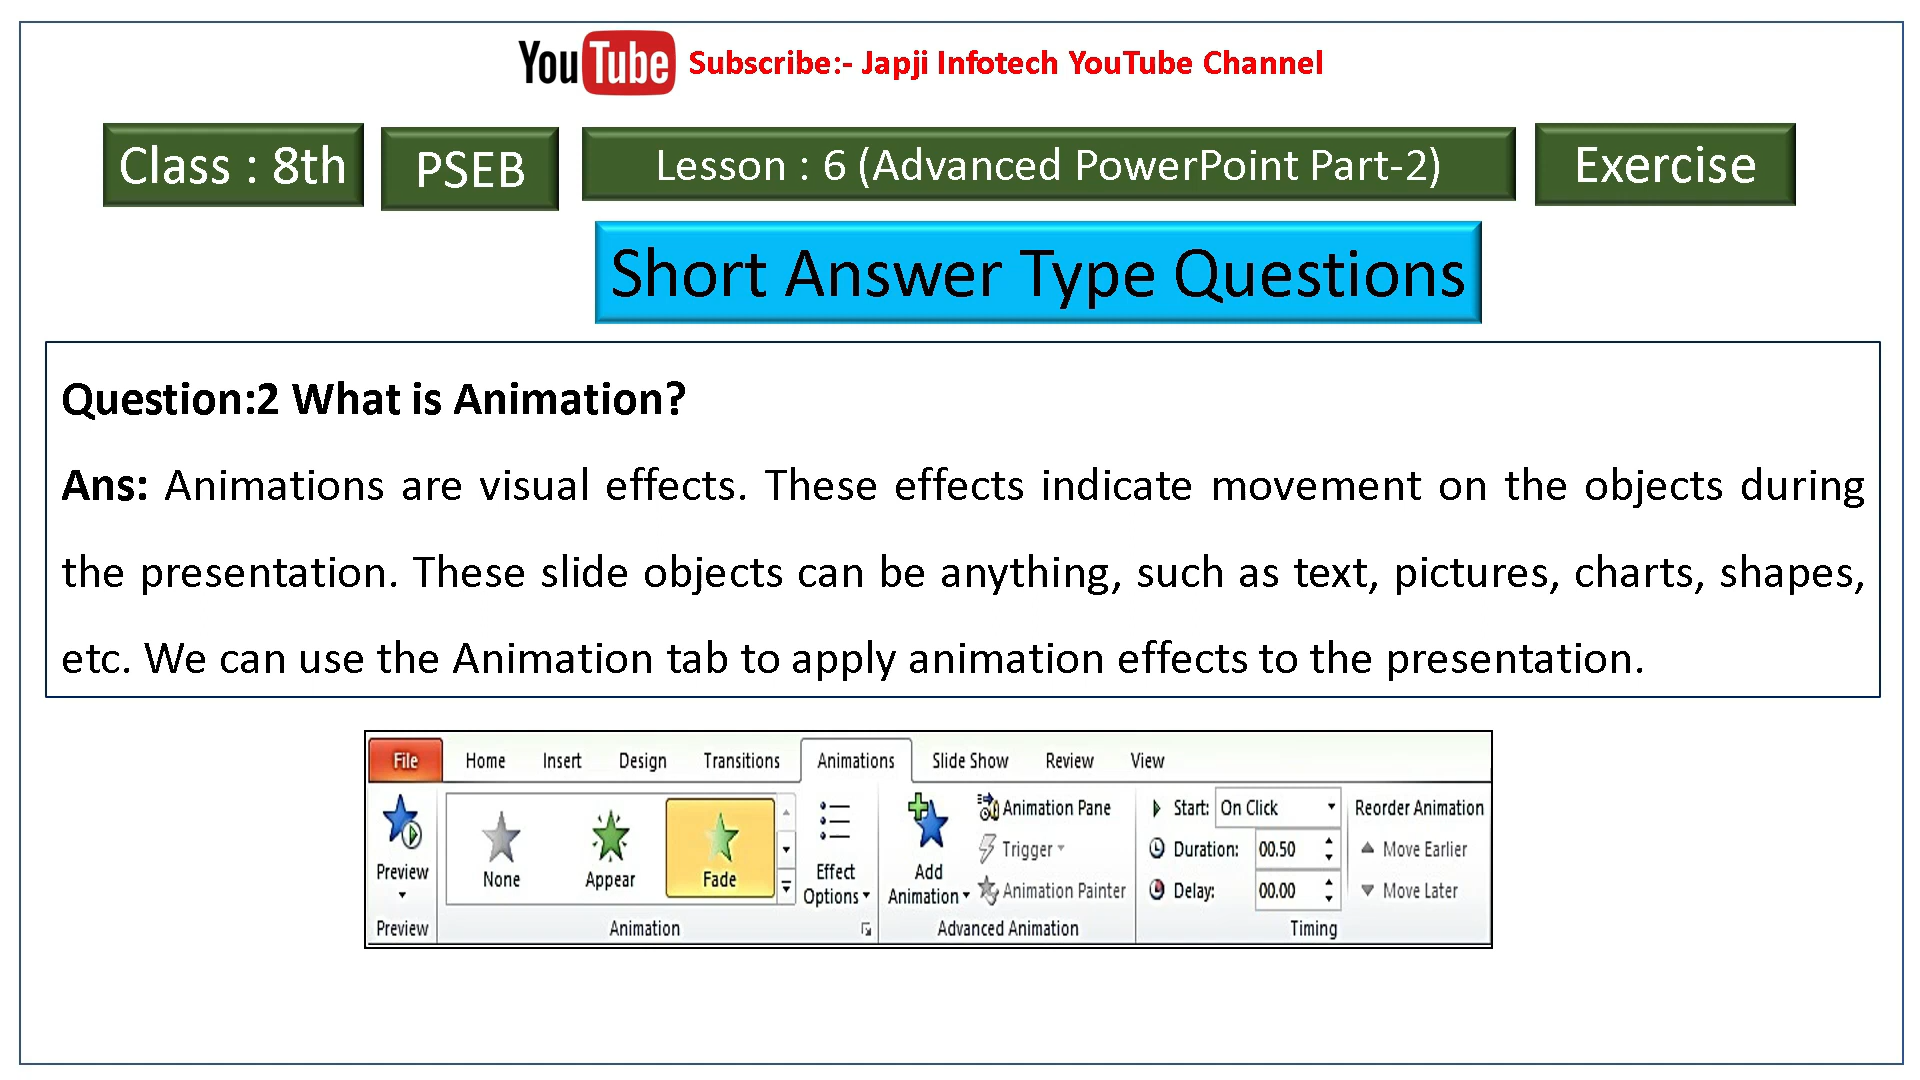 YouTube Subscribe:- Japji Infotech YouTube Channel
Class : 8th PSEB Lesson : 6 (Advanced PowerPoint Part-2) Exercise
Short Answer Type Questions
Question:2 What is Animation?
Ans: Animations are visual effects. These effects indicate movement on the objects during
the presentation. These slide objects can be anything, such as text, pictures, charts, shapes,
etc. We can use the Animation tab to apply animation effects to the presentation.
File Home Insert Design Transitions Animations Slide Show Review View
Preview
Preview
None Appear Fade
Animation
Effect
Options
Add
Animation
Animation Pane
Trigger
Animation Painter
Advanced Animation
Start: On Click
Duration: 00.50
Delay: 00.00
Reorder Animation
Move Earlier
Move Later
Timing